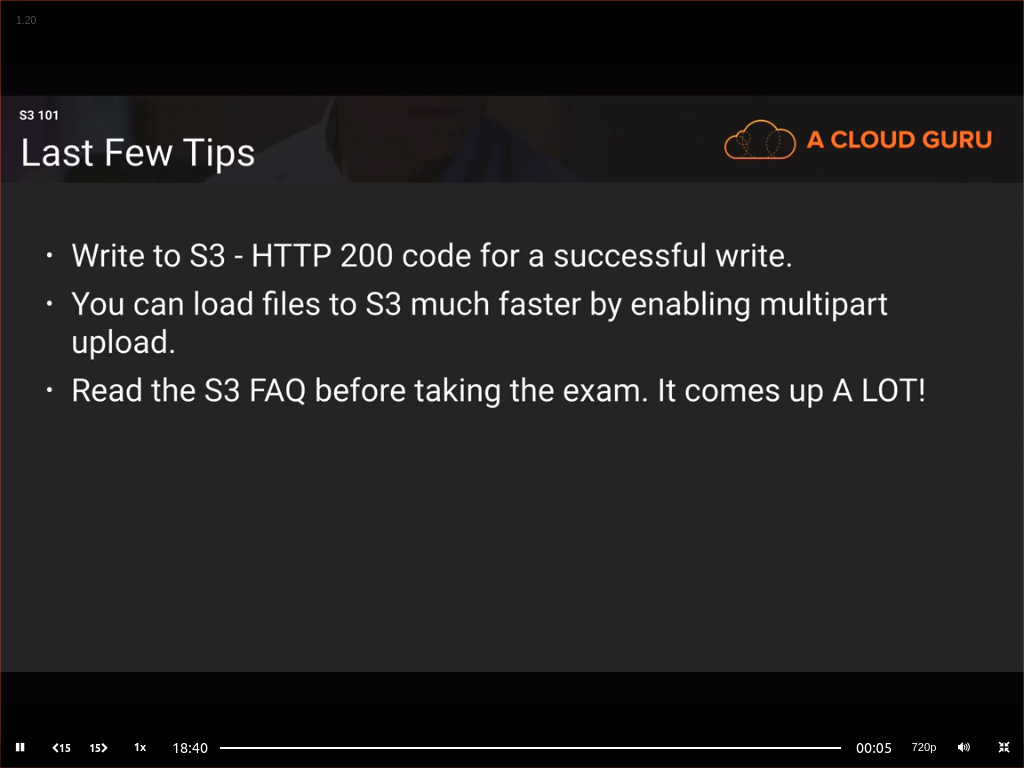 1.20
S3 101
Last Few Tips
A CLOUD GURU
• Write to S3 - HTTP 200 code for a successful write.
• You can load files to S3 much faster by enabling multipart
upload.
• Read the S3 FAQ before taking the exam. It comes up A LOT!
15 15 1x 18:40 00:05 720p